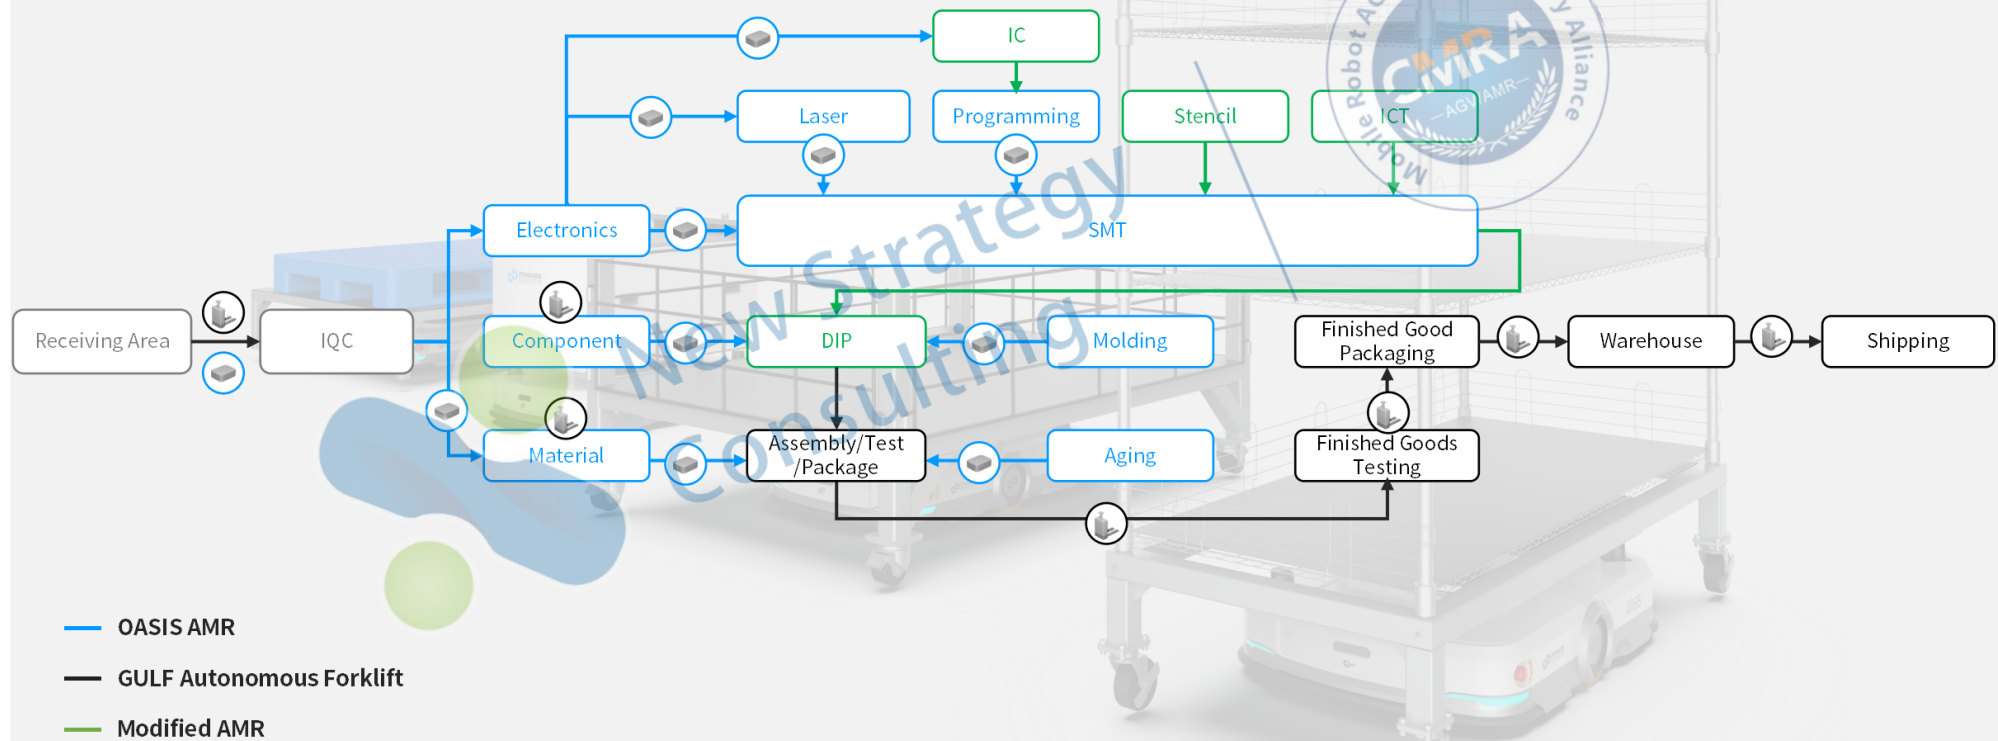 IC
Laser
Programming
Stencil
ICT
Electronics
SMT
Receiving Area
IQC
Component
DIP
Molding
Finished Good
Packaging
Warehouse
Shipping
Material
Assembly/Test
/Package
Aging
Finished Goods
Testing
OASIS AMR
GULF Autonomous Forklift
Modified AMR
New Strategy
Consulting
Mobile Robot A
y Alliance
CMRA
AGV/AMR